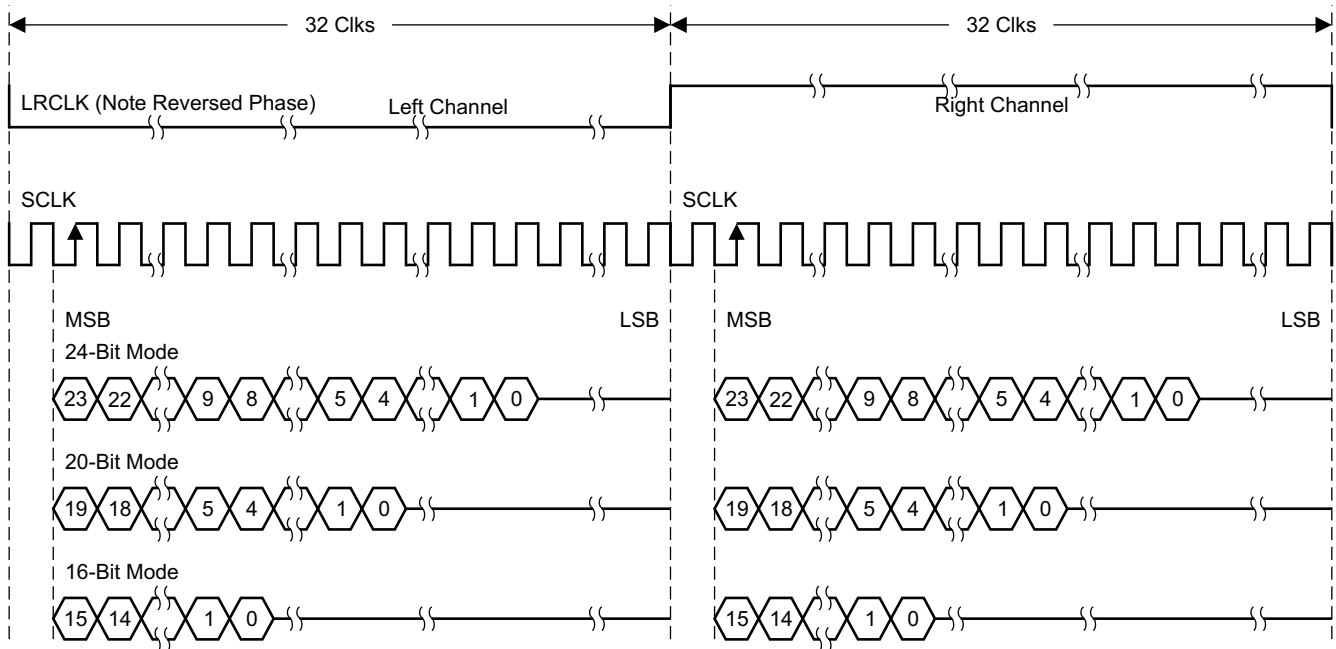 32 Clks 32 Clks
LRCLK (Note Reversed Phase) Left Channel Right Channel
SCLK SCLK
MSB LSB MSB LSB
24-Bit Mode
23 22 9 8 5 4 1 0 23 22 9 8 5 4 1 0
20-Bit Mode
19 18 5 4 1 0 19 18 5 4 1 0
16-Bit Mode
15 14 1 0 15 14 1 0